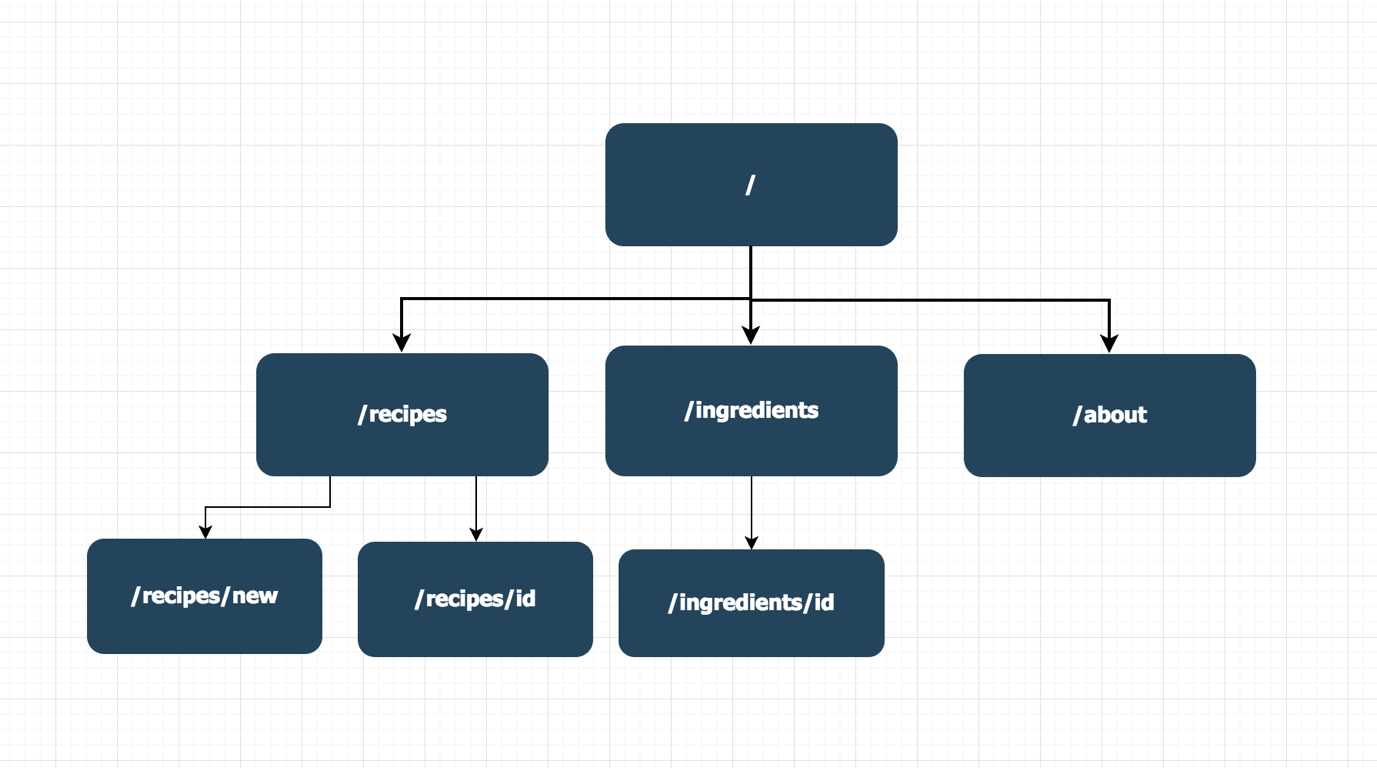 /
/recipes
/ingredients
/about
/recipes/new
/recipes/id
/ingredients/id